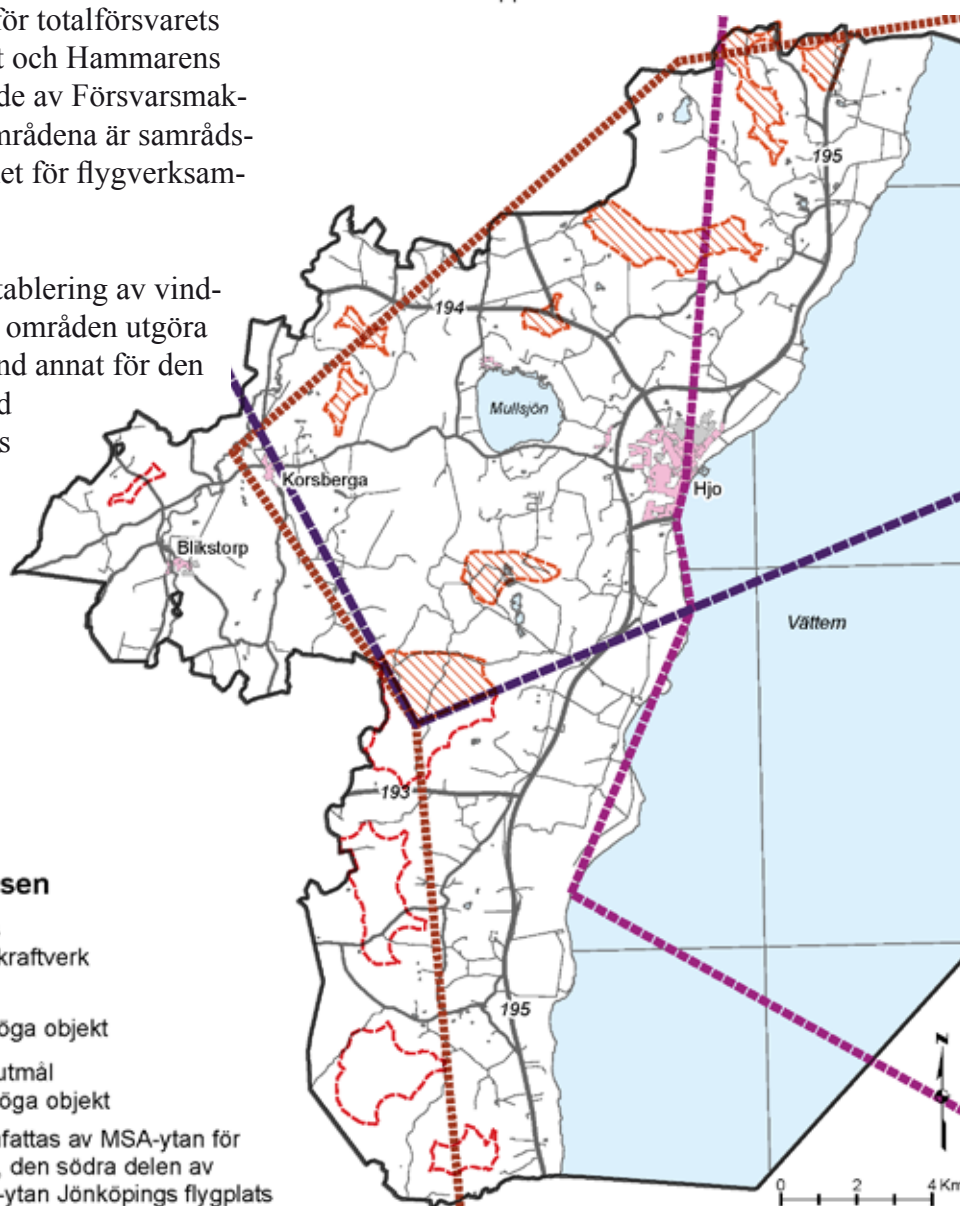 för totalförsvarets
t och Hammarens
de av Försvarsmak-
mrådena är samråds-
let för flygverksam-
tablering av vind-
områden utgöra
nd annat för den
d
s
195
194
Mullsjön
Korsberga
Hjo
Blikstorp
Vättern
193
195
sen
kraftverk
öga objekt
utmål
öga objekt
nfattas av MSA-ytan för
, den södra delen av
-ytan Jönköpings flygplats
N
0 2 4 Km